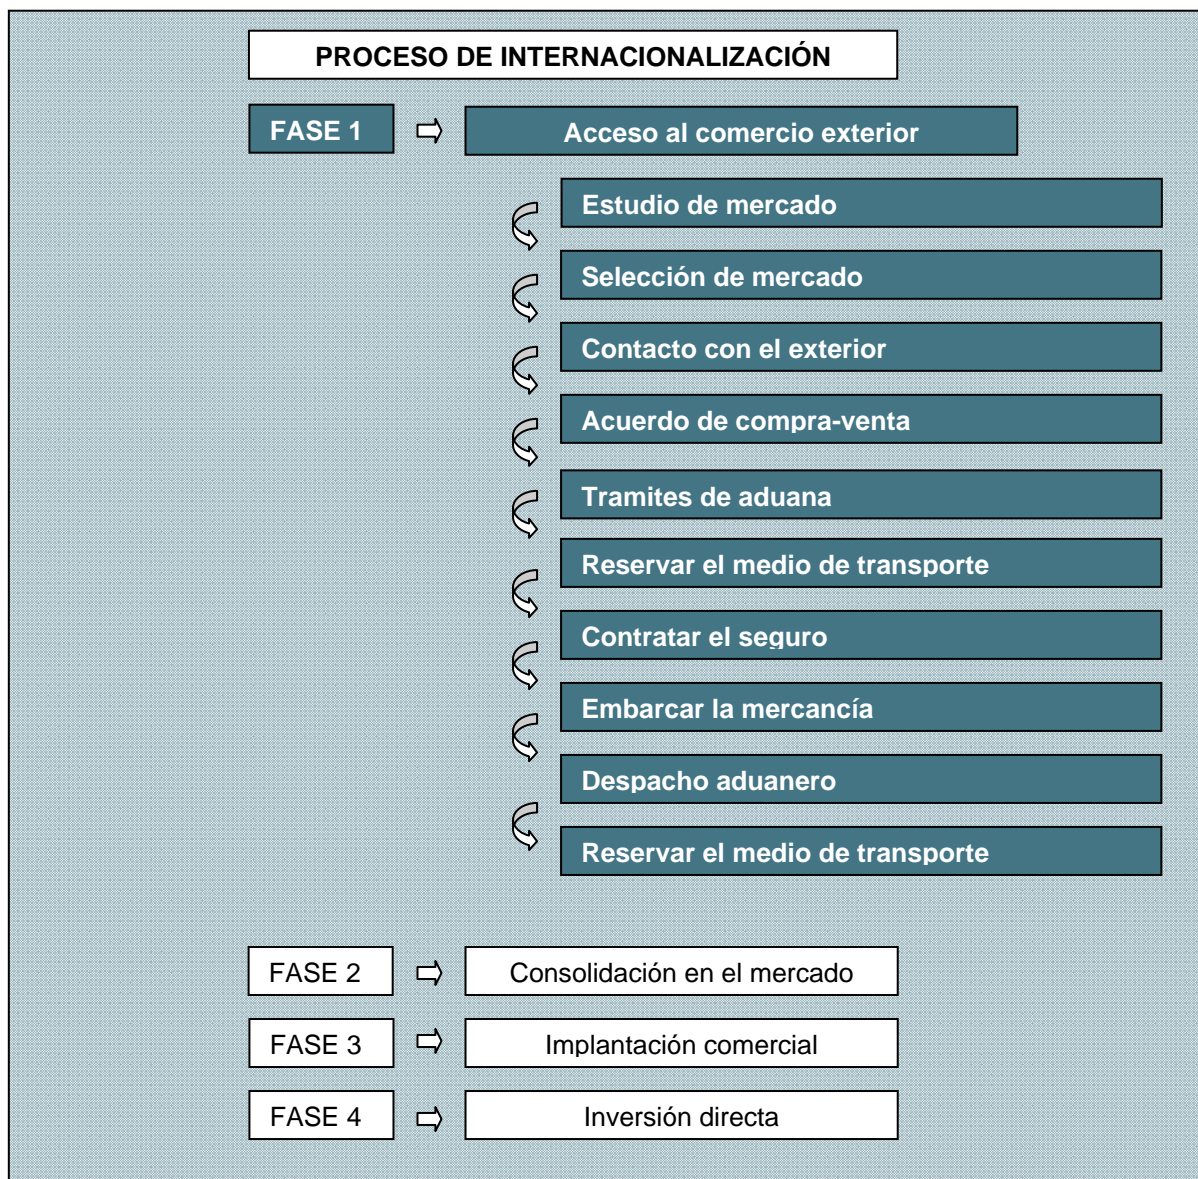 PROCESO DE INTERNACIONALIZACIÓN
FASE 1
Acceso al comercio exterior
Estudio de mercado
Selección de mercado
Contacto con el exterior
Acuerdo de compra-venta
Tramites de aduana
Reservar el medio de transporte
Contratar el seguro
Embarcar la mercancía
Despacho aduanero
Reservar el medio de transporte
FASE 2
Consolidación en el mercado
FASE 3
Implantación comercial
FASE 4
Inversión directa